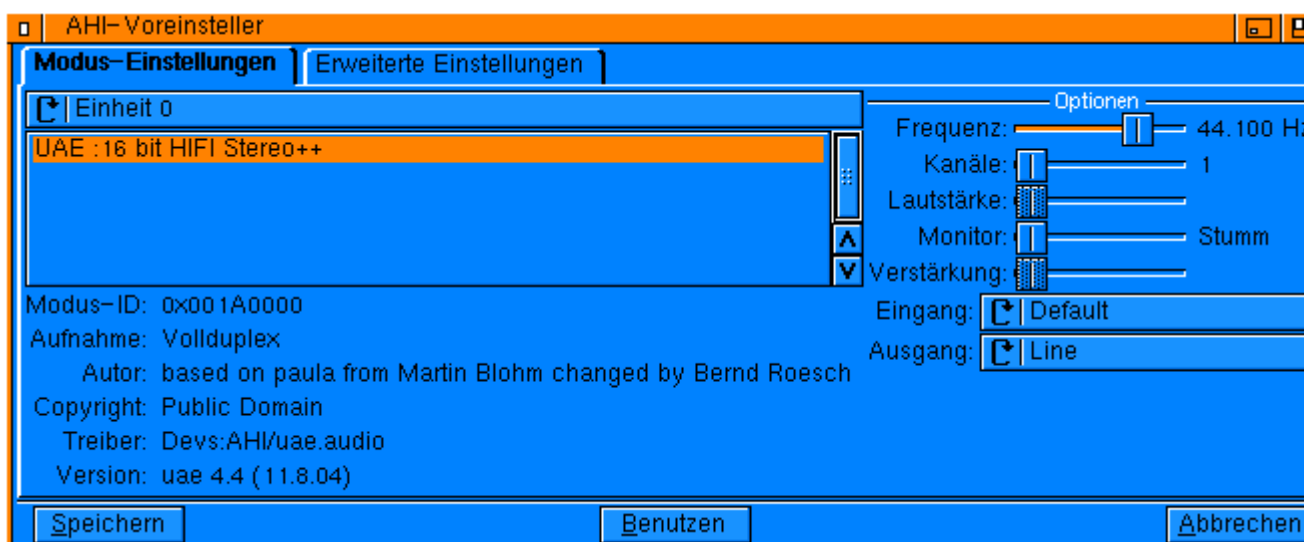 AHI-Voreinsteller
Modus-Einstellungen
Erweiterte Einstellungen
Einheit 0
UAE :16 bit HIFI Stereo++
Modus-ID: 0x001A0000
Aufnahme: Vollduplex
Autor: based on paula from Martin Blohm changed by Bernd Roesch
Copyright: Public Domain
Treiber: Devs:AHI/uae.audio
Version: uae 4.4 (11.8.04)
Optionen
Frequenz: 44.100 Hz
Kanäle: 1
Lautstärke:
Monitor: Stumm
Verstärkung:
Eingang: Default
Ausgang: Line
Speichern
Benutzen
Abbrechen